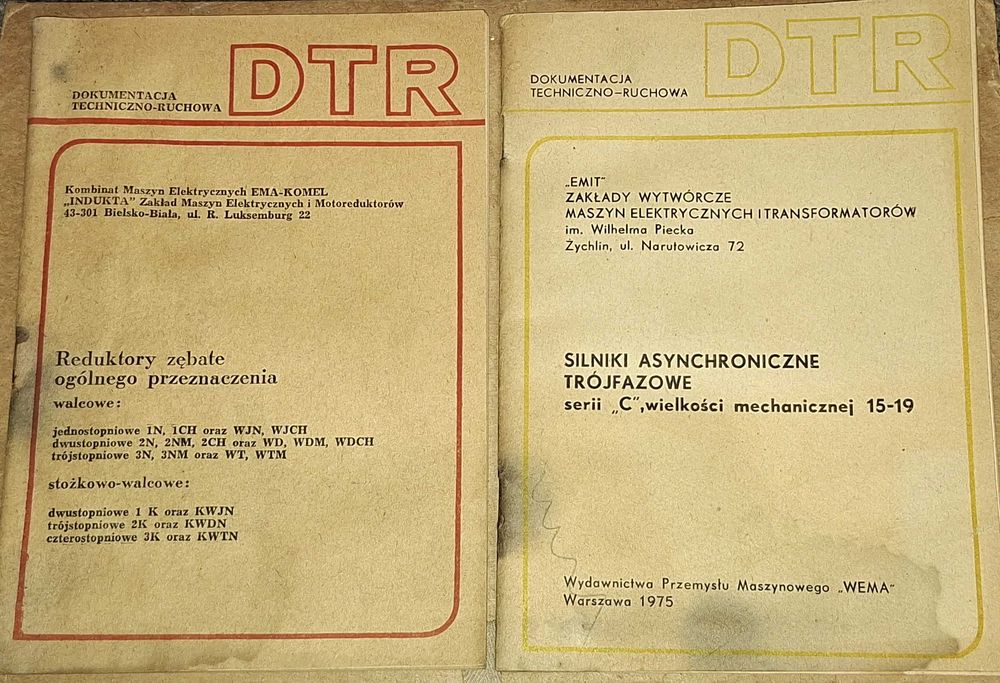 DOKUMENTACJA
TECHNICZNO-RUCHOWA
DTR
Kombinat Maszyn Elektrycznych EMA-KOMEL
„INDUKTA" Zakład Maszyn Elektrycznych i Motoreduktorów
43-301 Bielsko-Biała, ul. R. Luksemburg 22
Reduktory zębate
ogólnego przeznaczenia
walcowe:
jednostopniowe 1N, 1CH oraz WJN, WJCH
dwustopniowe 2N, 2NM, 2CH oraz WD, WDM, WDCH
trójstopniowe 3N, 3NM oraz WT, WTM
stożkowo-walcowe:
dwustopniowe 1 K oraz KWJN
trójstopniowe 2K oraz KWDN
czterostopniowe 3K oraz KWTN
DOKUMENTACJA
TECHNICZNO-RUCHOWA
DTR
„EMIT"
ZAKŁADY WYTWÓRCZE
MASZYN ELEKTRYCZNYCH I TRANSFORMATORÓW
im. Wilhelma Piecka
Żychlin, ul. Narutowicza 72
SILNIKI ASYNCHRONICZNE
TRÓJFAZOWE
serii „C", wielkości mechanicznej 15-19
Wydawnictwa Przemysłu Maszynowego „WEMA"
Warszawa 1975